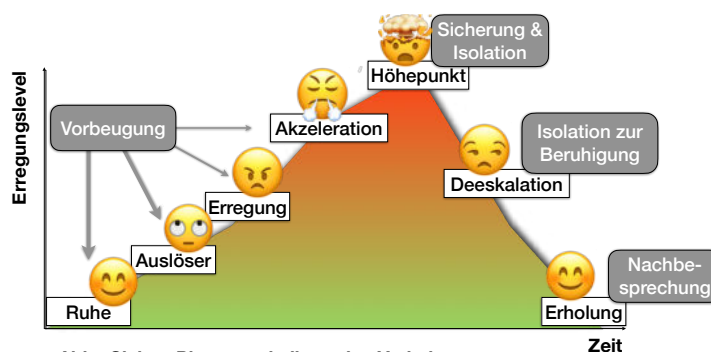 Sicherung &
Isolation
Höhepunkt
Erregungslevel
Vorbeugung
Akzeleration
Isolation zur
Beruhigung
Deeskalation
Erregung
Auslöser
Nachbe-
sprechung
Ruhe
Erholung
Zeit